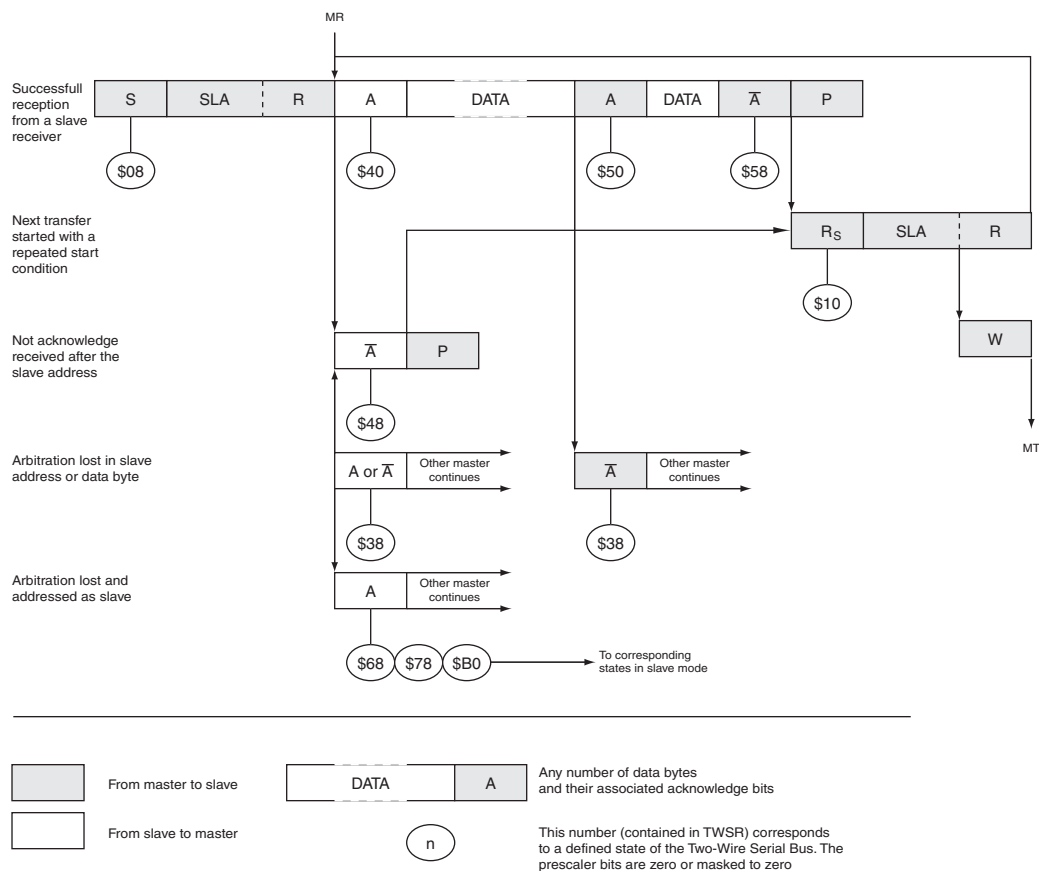 MR
Successfull
reception
from a slave
receiver
S SLA R A DATA A DATA A̅ P
$08 $40 $50 $58
Next transfer
started with a
repeated start
condition
RS SLA R
$10
Not acknowledge
received after the
slave address
A̅ P
W
$48
MT
Arbitration lost in slave
address or data byte
A or A̅
Other master
continues
A̅
Other master
continues
$38 $38
Arbitration lost and
addressed as slave
A
Other master
continues
$68 $78 $B0
To corresponding
states in slave mode
From master to slave
DATA A
Any number of data bytes
and their associated acknowledge bits
From slave to master
n
This number (contained in TWSR) corresponds
to a defined state of the Two-Wire Serial Bus. The
prescaler bits are zero or masked to zero